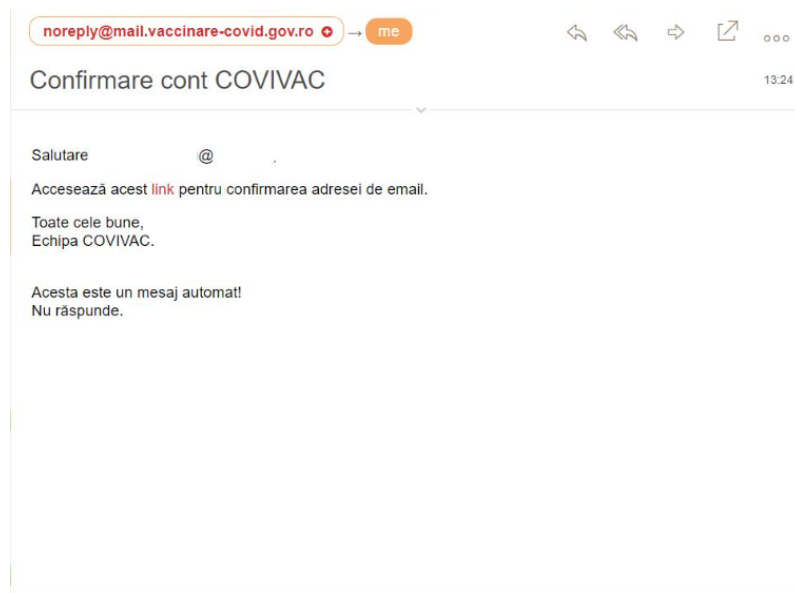 noreply@mail.vaccinare-covid.gov.ro → me
Confirmare cont COVIVAC
13:24
Salutare @ .
Accesează acest link pentru confirmarea adresei de email.
Toate cele bune,
Echipa COVIVAC.
Acesta este un mesaj automat!
Nu răspunde.